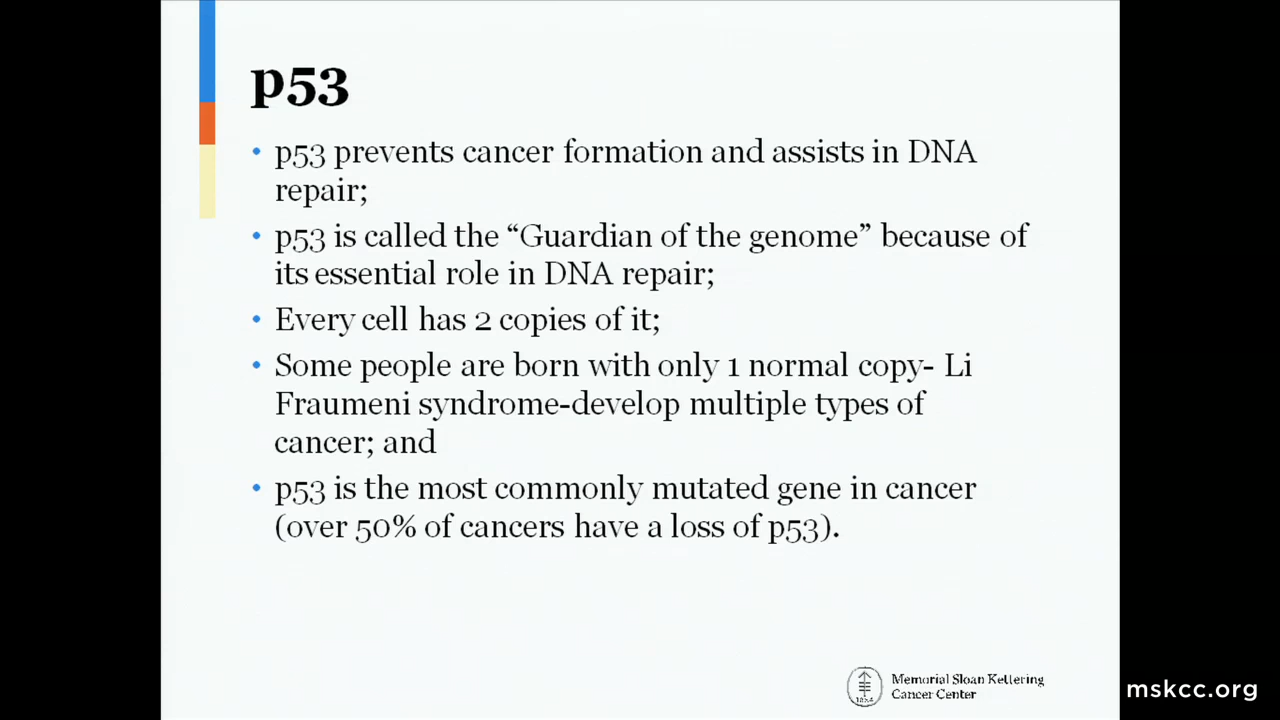 p53
• p53 prevents cancer formation and assists in DNA
repair;
• p53 is called the “Guardian of the genome” because of
its essential role in DNA repair;
• Every cell has 2 copies of it;
• Some people are born with only 1 normal copy- Li
Fraumeni syndrome-develop multiple types of
cancer; and
• p53 is the most commonly mutated gene in cancer
(over 50% of cancers have a loss of p53).
Memorial Sloan Kettering
Cancer Center
1884
mskcc.org